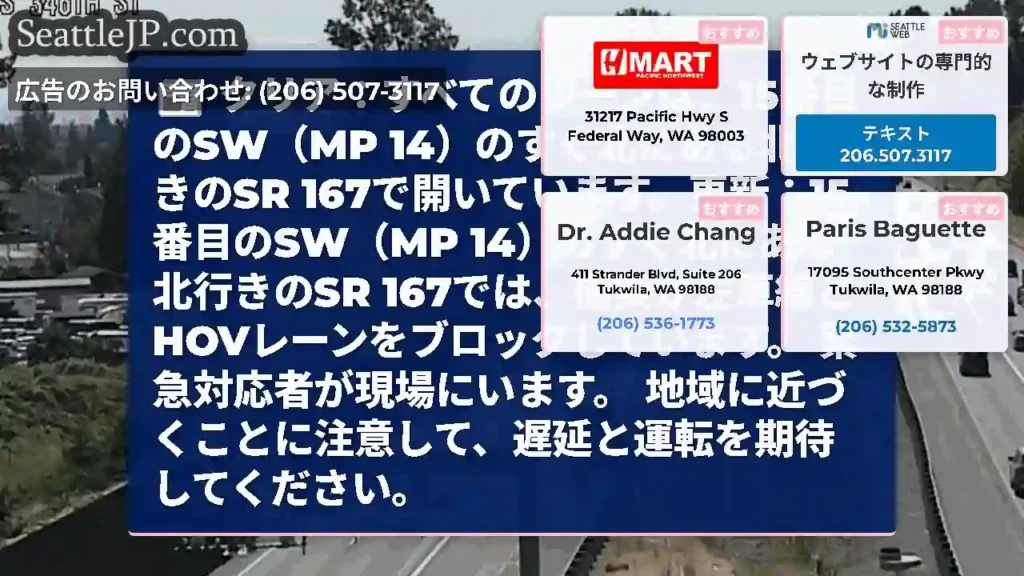 S 346TH ST
SeattleJP.com
広告のお問い合わせ: (206) 507-3117
クリア：すべての
のSW（MP 14）のす
きのSR 167で開いています。更新：15
番目のSW（MP 14）
北行きのSR 167では、
HOVレーンをブロックしています。 緊
急対応者が現場にいます。 地域に近づ
くことに注意して、遅延と運転を期待
してください。
おすすめ
H MART
PACIFIC NORTHWEST
31217 Pacific Hwy S
Federal Way, WA 98003
おすすめ
SEATTLE
WEB
ウェブサイトの専門的
な制作
テキスト
206.507.3117
おすすめ
Dr. Addie Chang
411 Strander Blvd, Suite 206
Tukwila, WA 98188
(206) 536-1773
おすすめ
Paris Baguette
17095 Southcenter Pkwy
Tukwila, WA 98188
(206) 532-5873